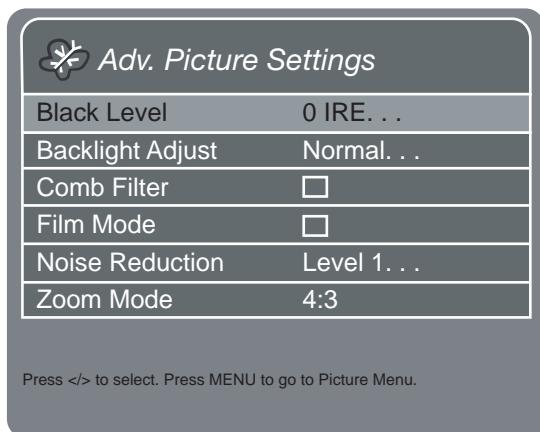 Adv. Picture Settings
Black Level 0 IRE. . .
Backlight Adjust Normal. . .
Comb Filter
Film Mode
Noise Reduction Level 1. . .
Zoom Mode 4:3
Press </> to select. Press MENU to go to Picture Menu.